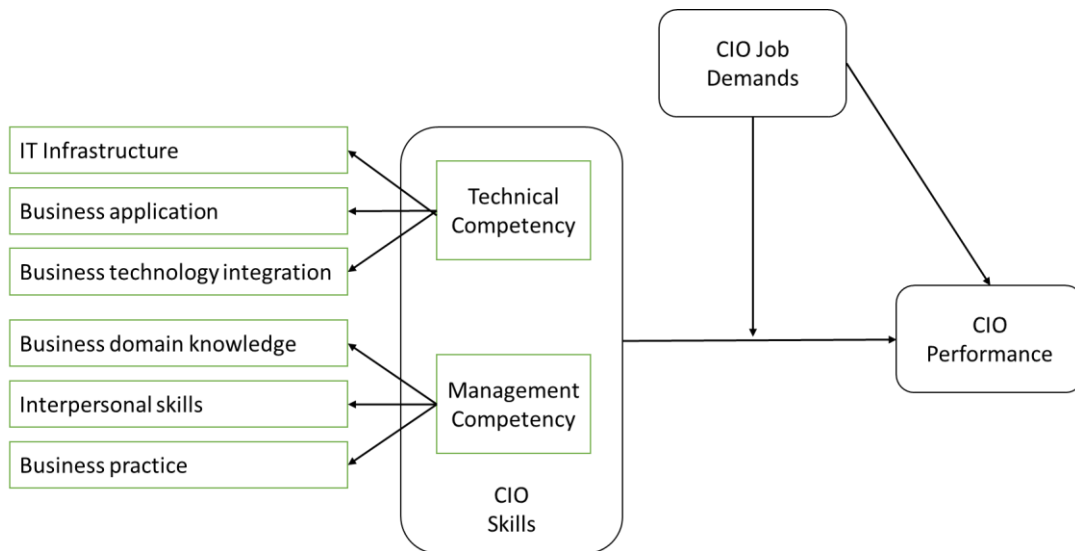 CIO Job
Demands
IT Infrastructure
Business application
Business technology integration
Business domain knowledge
Interpersonal skills
Business practice
Technical
Competency
Management
Competency
CIO
Skills
CIO
Performance